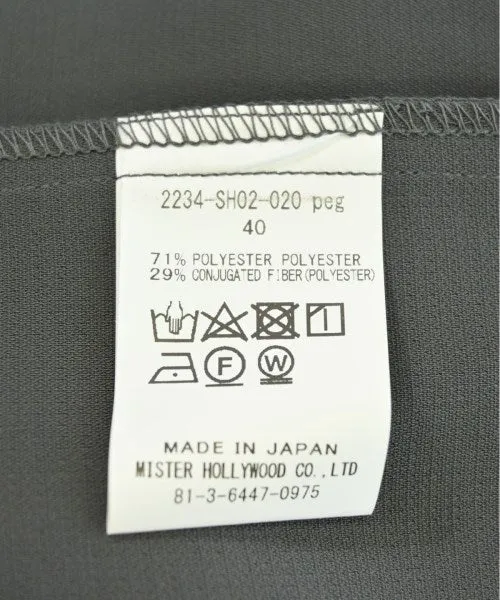 2234-SH02-020 peg
40
71% POLYESTER POLYESTER
29% CONJUGATED FIBER(POLYESTER)
F W
MADE IN JAPAN
MISTER HOLLYWOOD CO., LTD
81-3-6447-0975